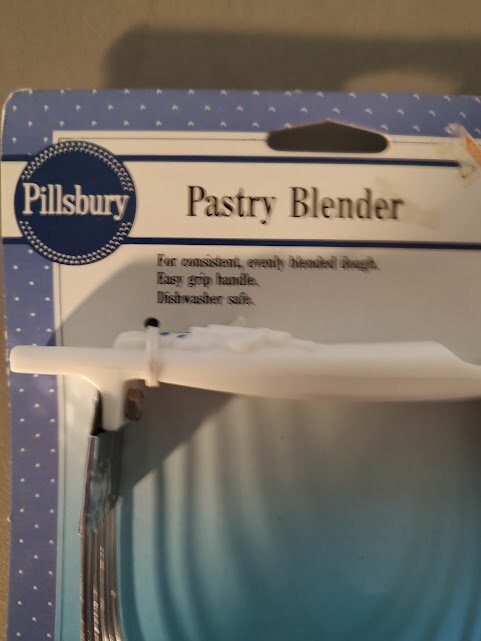 Pillsbury
Pastry Blender
For consistent, evenly blended dough.
Easy grip handle.
Dishwasher safe.